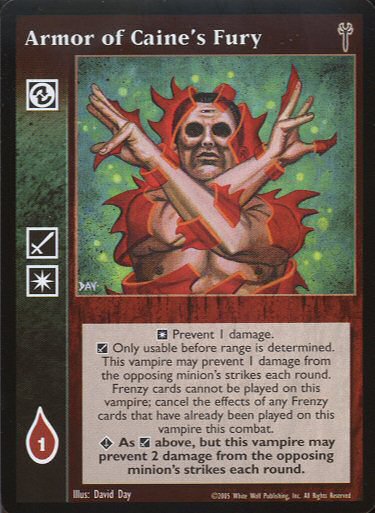 Armor of Caine's Fury
DAV-
Prevent 1 damage.
Only usable before range is determined.
This vampire may prevent 1 damage from
the opposing minion's strikes each round.
Frenzy cards cannot be played on this
vampire; cancel the effects of any Frenzy
cards that have already been played on this
vampire this combat.
As above, but this vampire may
prevent 2 damage from the opposing
minion's strikes each round.
1
Illus: David Day
©2005 White Wolf Publishing, Inc. All Rights Reserved